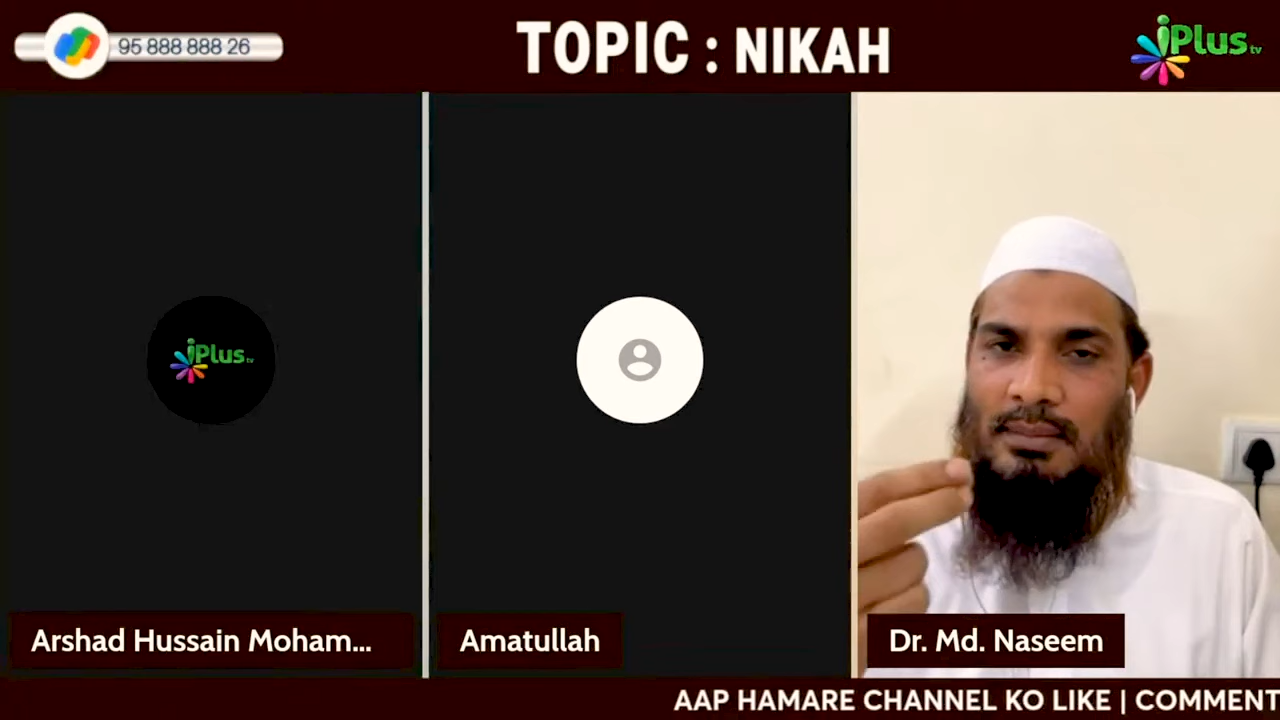 95 888 888 26
TOPIC : NIKAH
iPlus tv
iPlus tv
Arshad Hussain Moham...
Amatullah
Dr. Md. Naseem
AAP HAMARE CHANNEL KO LIKE | COMMENT